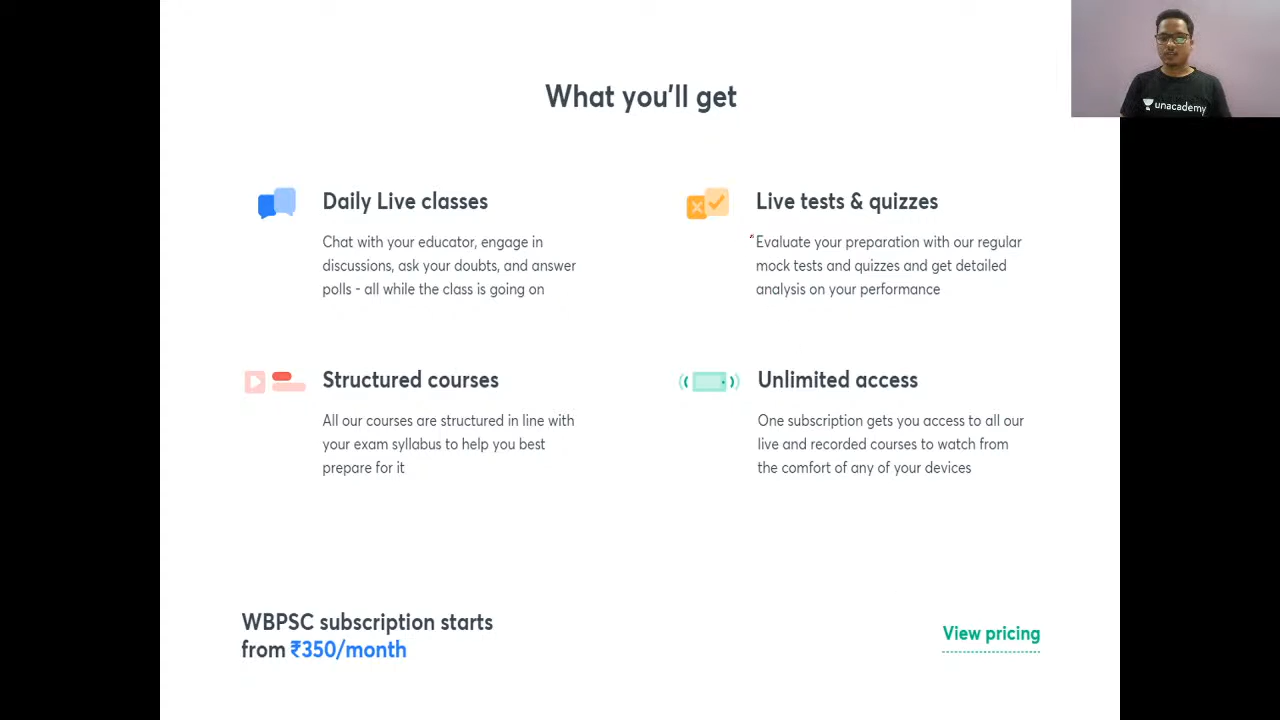 What you'll get
Daily Live classes
Chat with your educator, engage in
discussions, ask your doubts, and answer
polls - all while the class is going on
Live tests & quizzes
Evaluate your preparation with our regular
mock tests and quizzes and get detailed
analysis on your performance
Structured courses
All our courses are structured in line with
your exam syllabus to help you best
prepare for it
Unlimited access
One subscription gets you access to all our
live and recorded courses to watch from
the comfort of any of your devices
WBPSC subscription starts
from ₹350/month
View pricing
unacademy